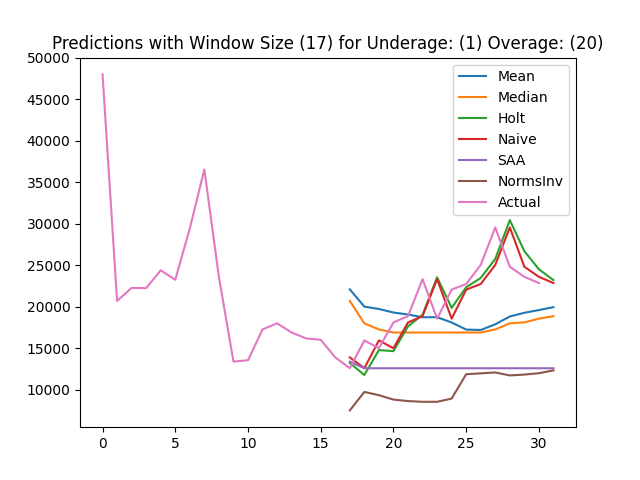 Predictions with Window Size (17) for Underage: (1) Overage: (20)
50000
45000
40000
35000
30000
25000
20000
15000
10000
Mean
Median
Holt
Naive
SAA
NormsInv
Actual
0 5 10 15 20 25 30